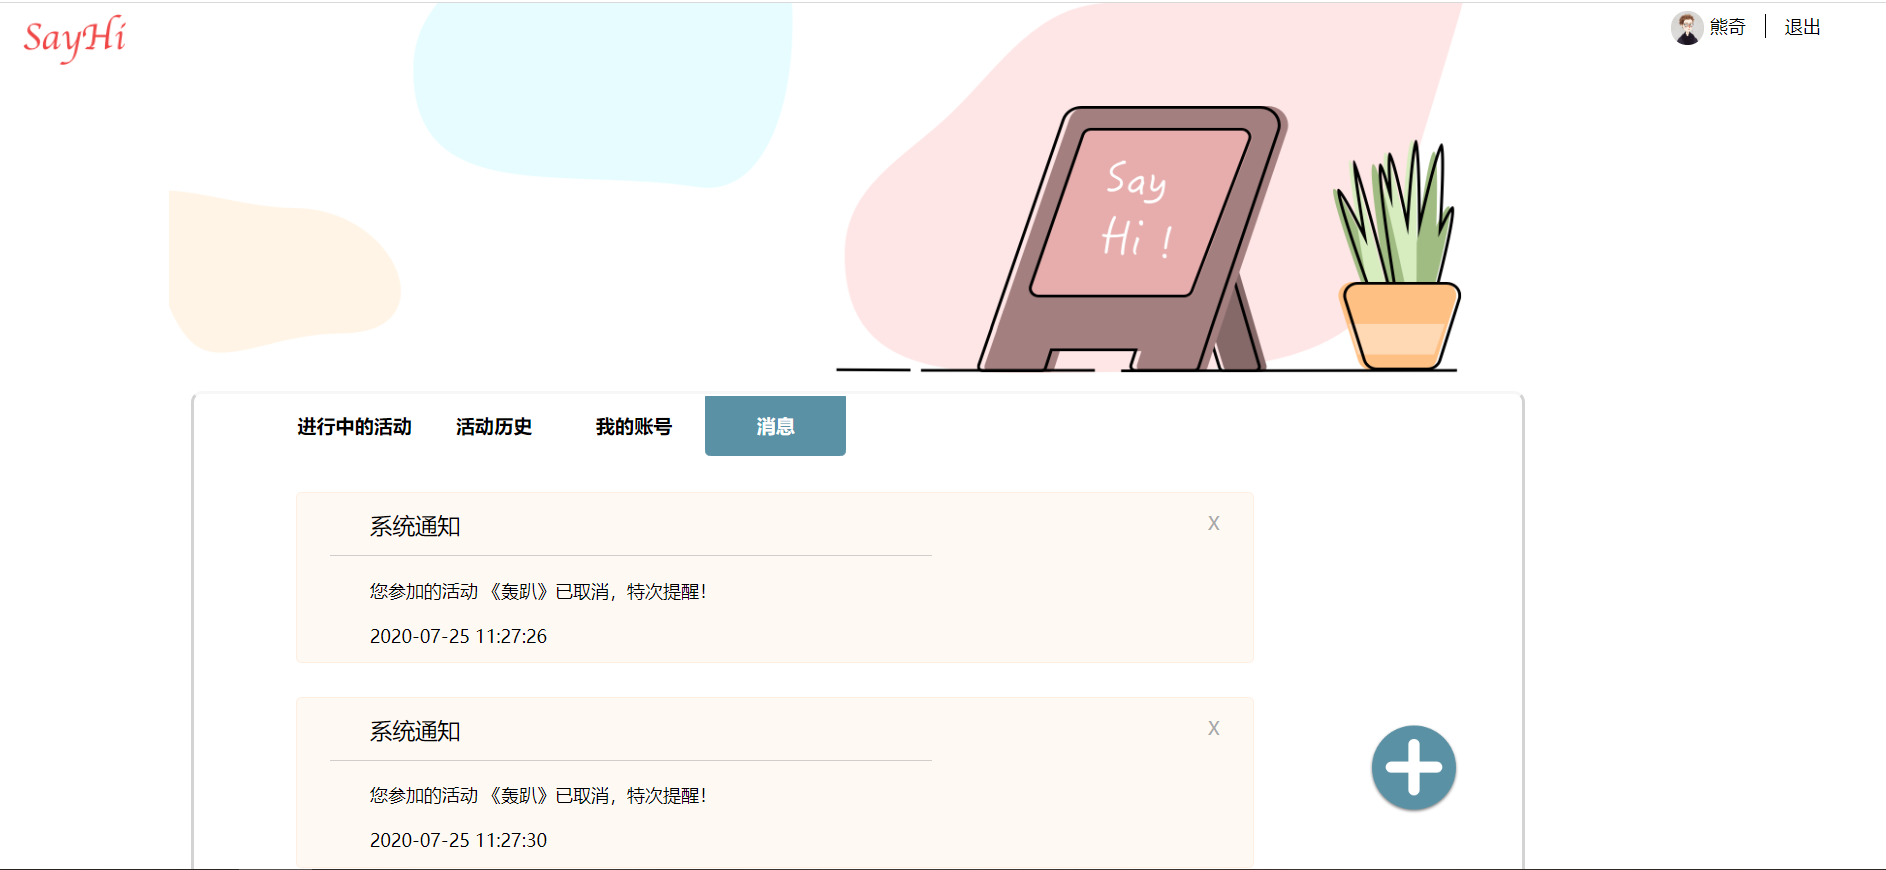 SayHi
熊奇 | 退出
Say
Hi !
进行中的活动 活动历史 我的账号 消息
系统通知 X
您参加的活动 《轰趴》已取消，特次提醒！
2020-07-25 11:27:26
系统通知 X
您参加的活动 《轰趴》已取消，特次提醒！
2020-07-25 11:27:30